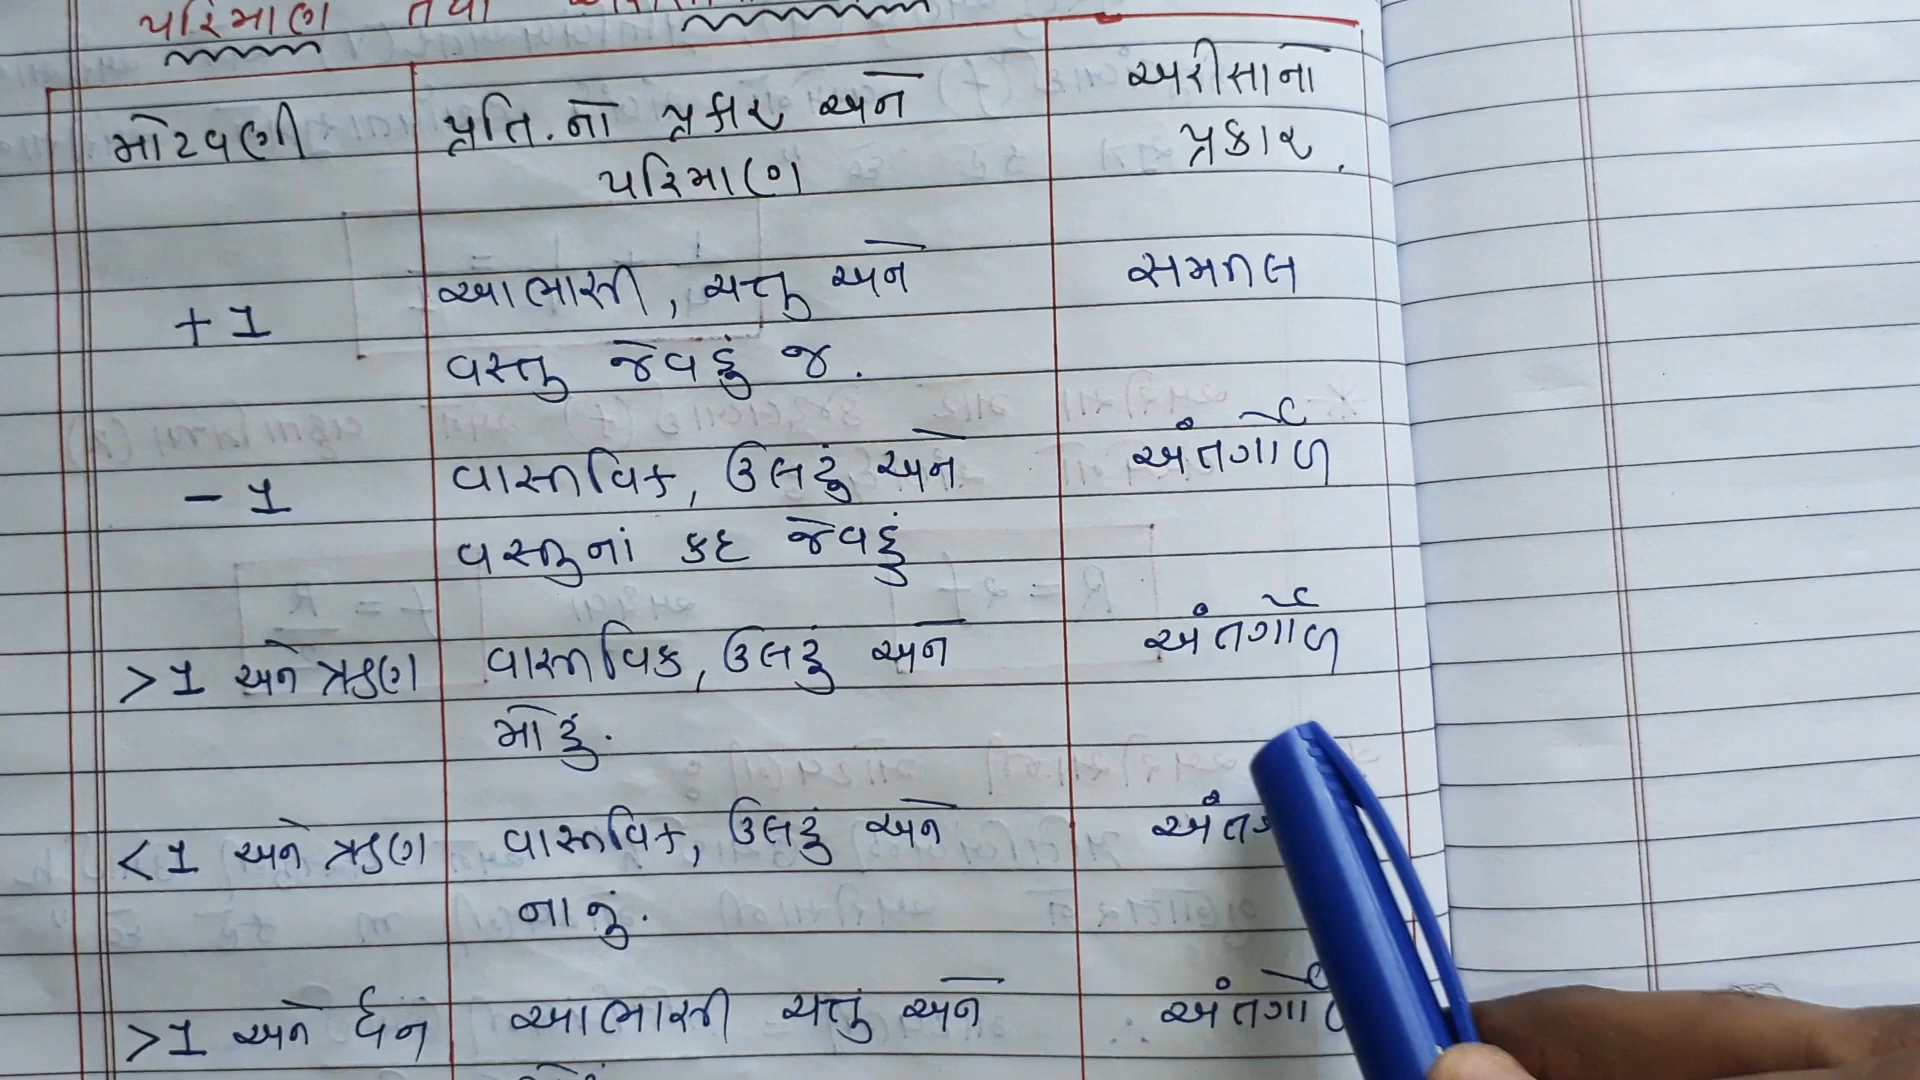 પરિમાણ તથા
મોટવણી પ્રતિ. નો પ્રકાર અને અરીસાનો
પરિમાણ પ્રકાર.
+1 આભાસી, ચત્તુ અને સમતલ
વસ્તુ જેવડું જ.
-1 વાસ્તવિક, ઉલટું અને અંતર્ગોળ
વસ્તુનાં કદ જેવડું
>1 અને ઋણ વાસ્તવિક, ઉલટું અને અંતર્ગોળ
મોટું.
<1 અને ઋણ વાસ્તવિક, ઉલટું અને
નાનું.
>1 અને ધન આભાસી ચત્તું અને